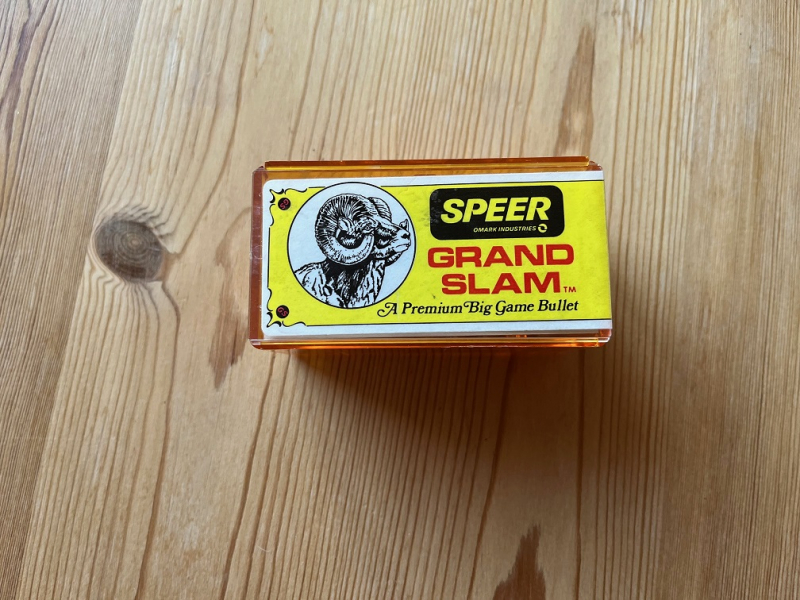 SPEER
OMARK INDUSTRIES
GRAND
SLAM™
A Premium Big Game Bullet